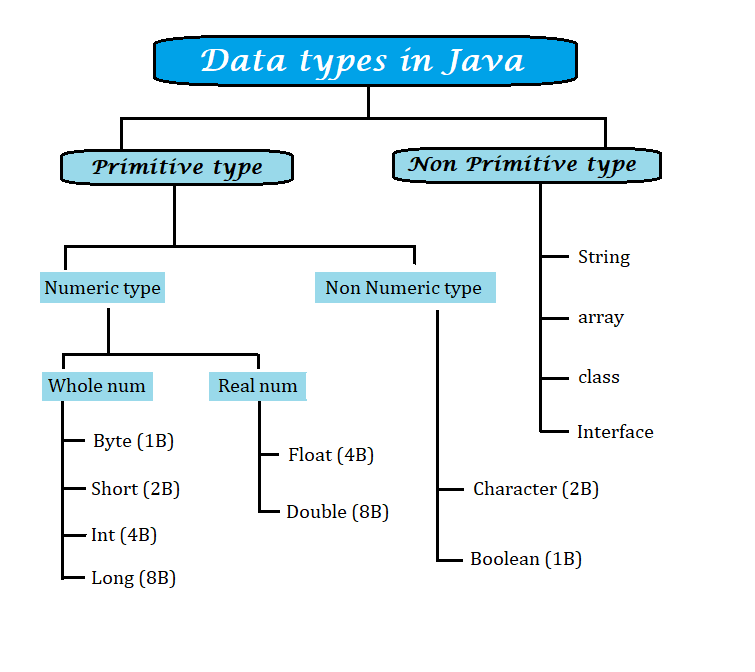 Data types in Java
Primitive type
Non Primitive type
Numeric type
Non Numeric type
Whole num
Real num
Byte (1B)
Short (2B)
Int (4B)
Long (8B)
Float (4B)
Double (8B)
Character (2B)
Boolean (1B)
String
array
class
Interface